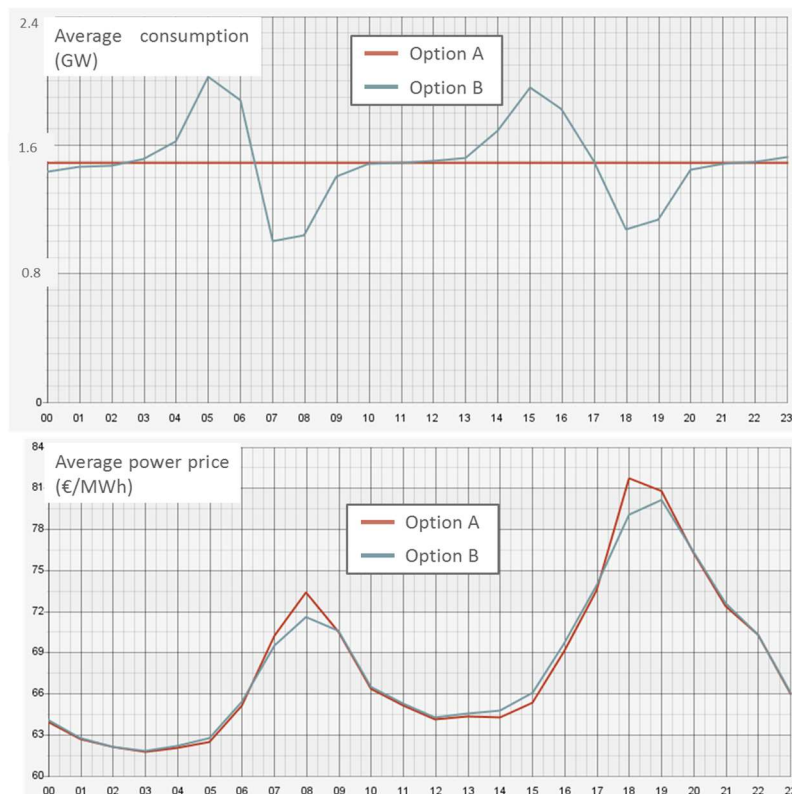 2.4
Average consumption
(GW)
Option A
Option B
1.6
0.8
0
00 01 02 03 04 05 06 07 08 09 10 11 12 13 14 15 16 17 18 19 20 21 22 23
84
Average power price
(€/MWh)
81
Option A
78
Option B
75
72
69
66
63
60
00 01 02 03 04 05 06 07 08 09 10 11 12 13 14 15 16 17 18 19 20 21 22 23